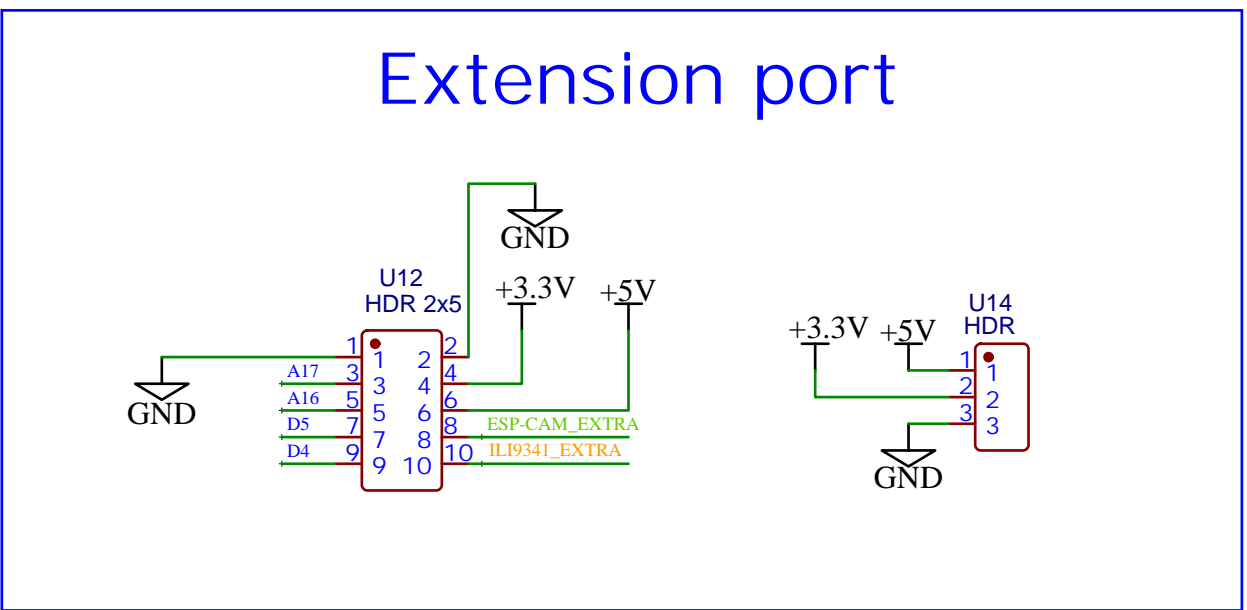 Extension port
GND
U12
HDR 2x5
+3.3V
+5V
1
1
2
2
A17
3
3
4
4
A16
5
5
6
6
D5
7
7
8
8
ESP-CAM_EXTRA
D4
9
9
10
10
ILI9341_EXTRA
GND
U14
HDR
+3.3V
+5V
1
1
2
2
3
3
GND